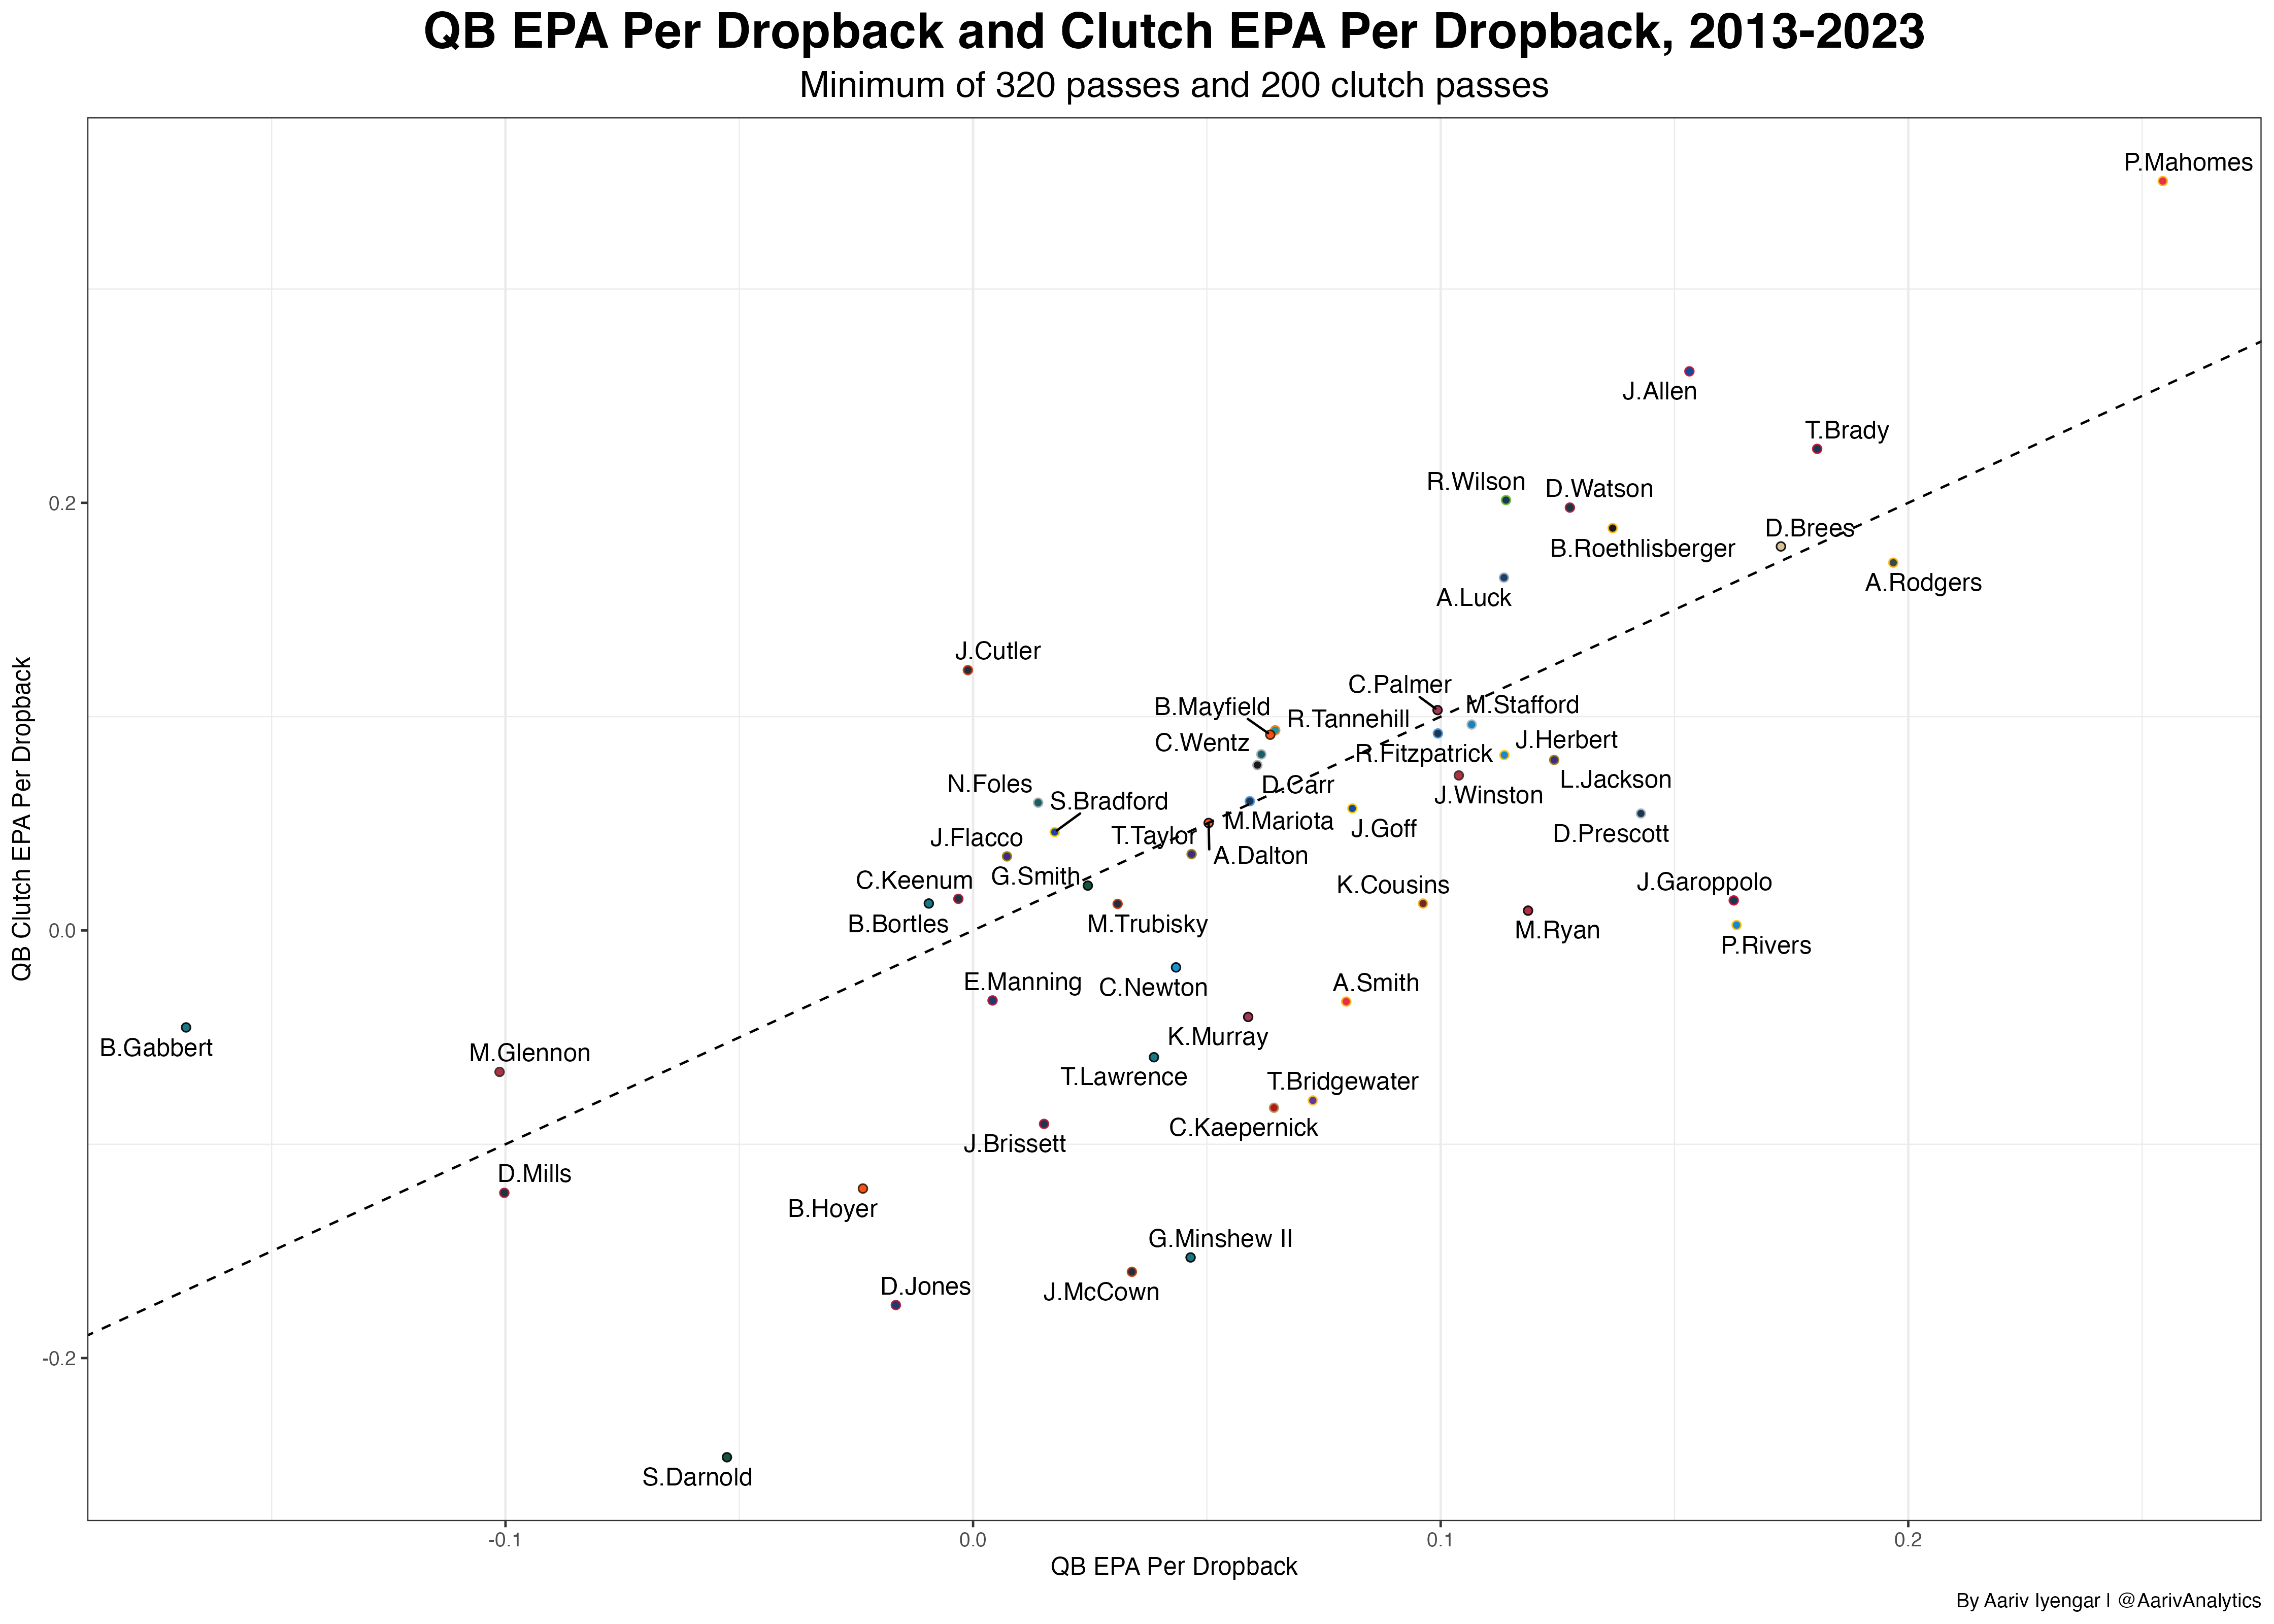 QB EPA Per Dropback and Clutch EPA Per Dropback, 2013-2023
Minimum of 320 passes and 200 clutch passes
P.Mahomes
J.Allen
T.Brady
R.Wilson
D.Watson
0.2
D.Brees
B.Roethlisberger
A.Rodgers
A.Luck
J.Cutler
C.Palmer
M.Stafford
B.Mayfield
R.Tannehill
J.Herbert
C.Wentz
R.Fitzpatrick
L.Jackson
N.Foles
D.Carr
J.Winston
S.Bradford
M.Mariota
J.Goff
D.Prescott
J.Flacco
T.Taylor
A.Dalton
G.Smith
C.Keenum
K.Cousins
J.Garoppolo
B.Bortles
M.Trubisky
M.Ryan
0.0
P.Rivers
E.Manning
C.Newton
A.Smith
K.Murray
B.Gabbert
M.Glennon
T.Lawrence
T.Bridgewater
C.Kaepernick
J.Brissett
D.Mills
B.Hoyer
G.Minshew II
D.Jones
J.McCown
-0.2
S.Darnold
QB Clutch EPA Per Dropback
-0.1
0.0
0.1
0.2
QB EPA Per Dropback
By Aariv Iyengar | @AarivAnalytics